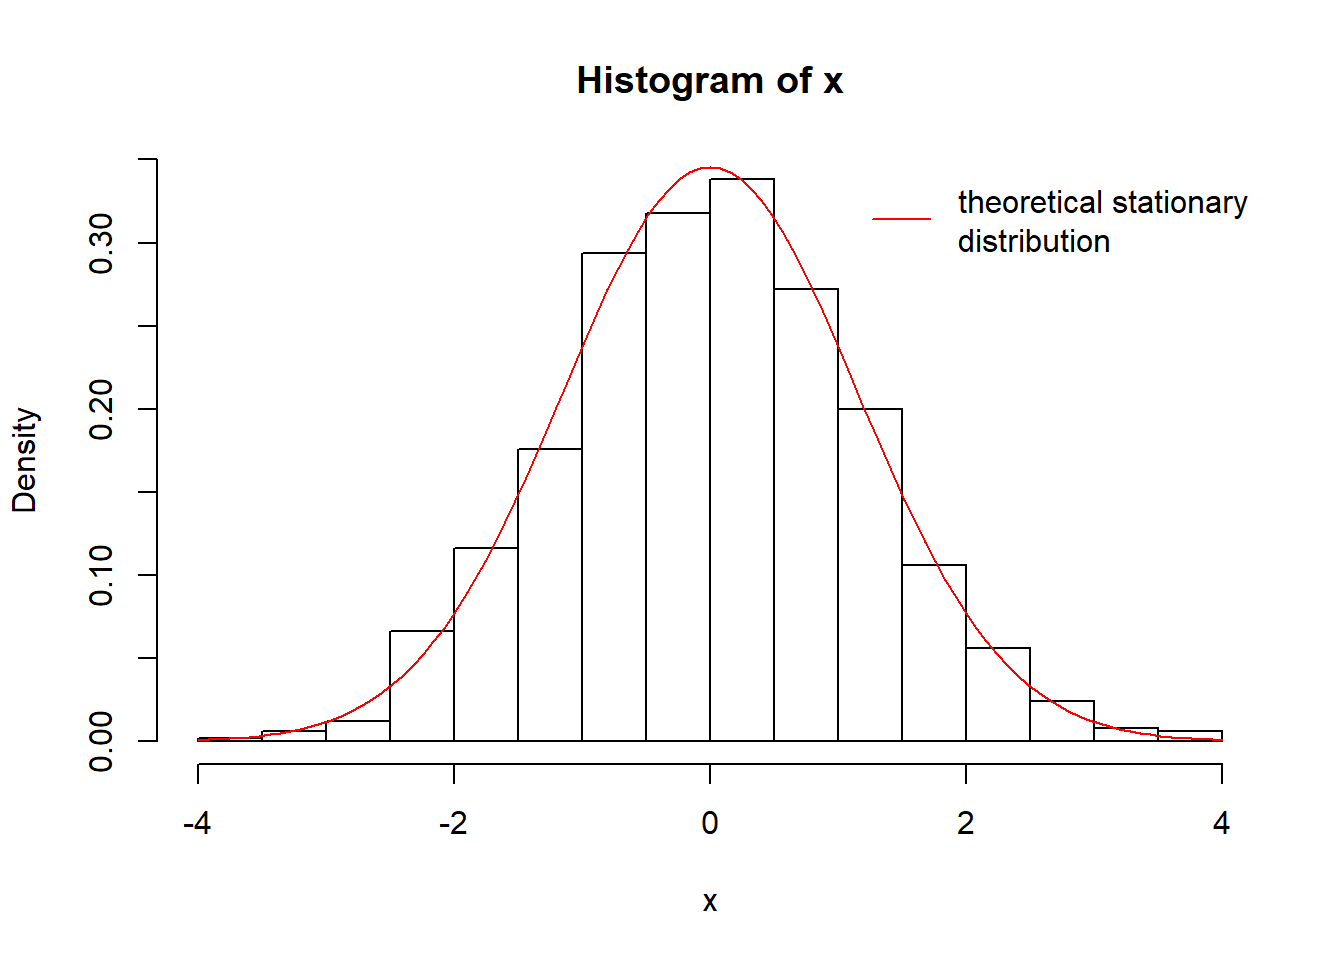 Histogram of x
theoretical stationary
distribution
Density
0.30
0.20
0.10
0.00
-4 -2 0 2 4
x